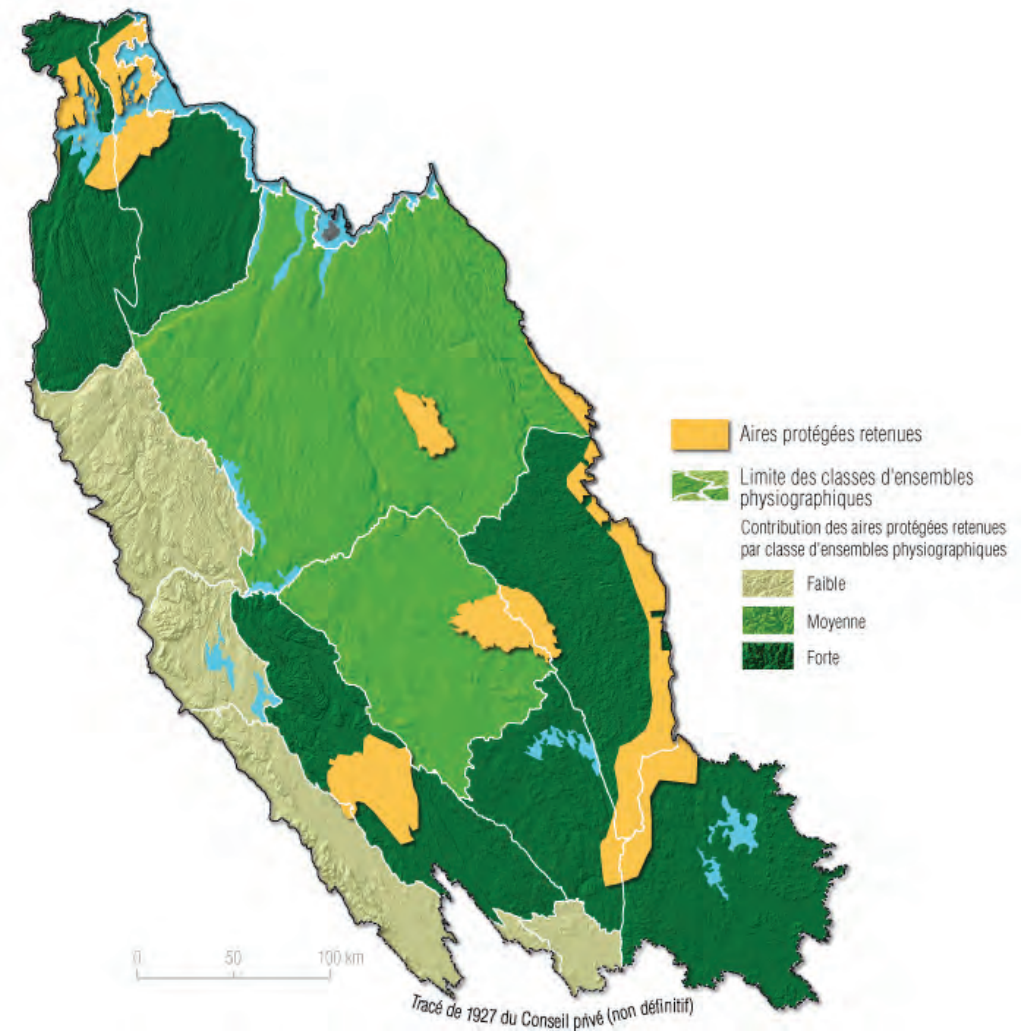 Aires protégées retenues
Limite des classes d'ensembles
physiographiques
Contribution des aires protégées retenues
par classe d'ensembles physiographiques
Faible
Moyenne
Forte
0 50 100 km
Tracé de 1927 du Conseil privé (non définitif)